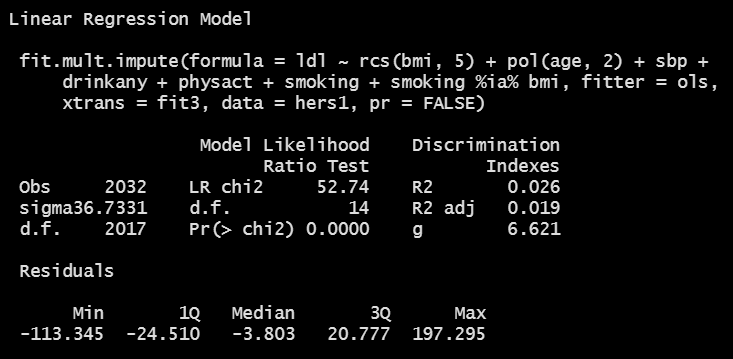 Linear Regression Model
fit.mult.impute(formula = ldl ~ rcs(bmi, 5) + pol(age, 2) + sbp +
drinkany + physact + smoking + smoking %ia% bmi, fitter = ols,
xtrans = fit3, data = hers1, pr = FALSE)
Model Likelihood    Discrimination
Ratio Test    Indexes
Obs    2032    LR chi2    52.74    R2    0.026
sigma36.7331    d.f.    14    R2 adj    0.019
d.f.    2017    Pr(> chi2) 0.0000    g    6.621
Residuals
Min    1Q    Median    3Q    Max
-113.345    -24.510    -3.803    20.777    197.295